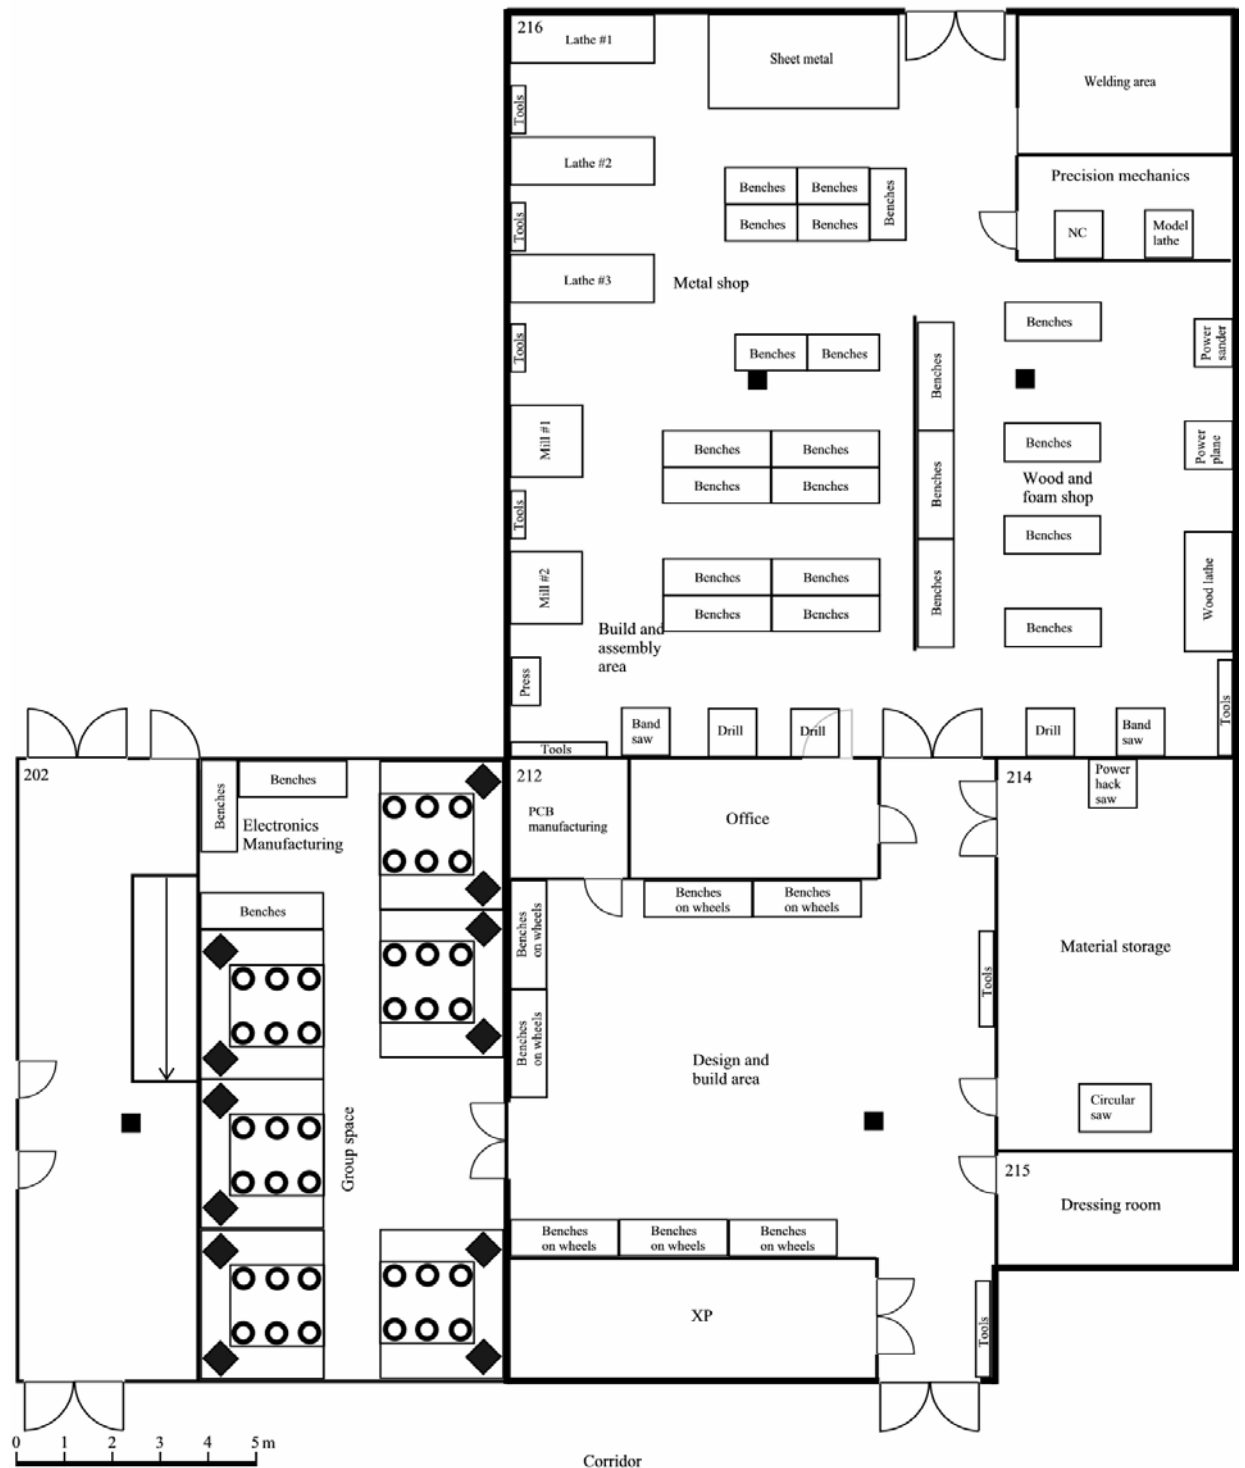 216
Lathe #1
Sheet metal
Welding area
Tools
Lathe #2
Precision mechanics
Benches
Benches
Benches
Benches
Benches
NC
Model
lathe
Tools
Lathe #3
Metal shop
Benches
Power
sander
Tools
Benches
Benches
Benches
Mill #1
Benches
Benches
Benches
Benches
Benches
Power
plane
Benches
Wood and
foam shop
Tools
Benches
Mill #2
Benches
Benches
Benches
Benches
Benches
Wood lathe
Benches
Build and
assembly
area
Press
Tools
Tools
Band
saw
Drill
Drill
Drill
Band
saw
202
Benches
Benches
Electronics
Manufacturing
212
PCB
manufacturing
Office
214
Power
hack
saw
Benches
Benches
on wheels
Benches
on wheels
Benches
on wheels
Benches
on wheels
Tools
Material storage
Design and
build area
Circular
saw
Group space
215
Dressing room
Benches
on wheels
Benches
on wheels
Benches
on wheels
XP
Tools
0 1 2 3 4 5 m
Corridor